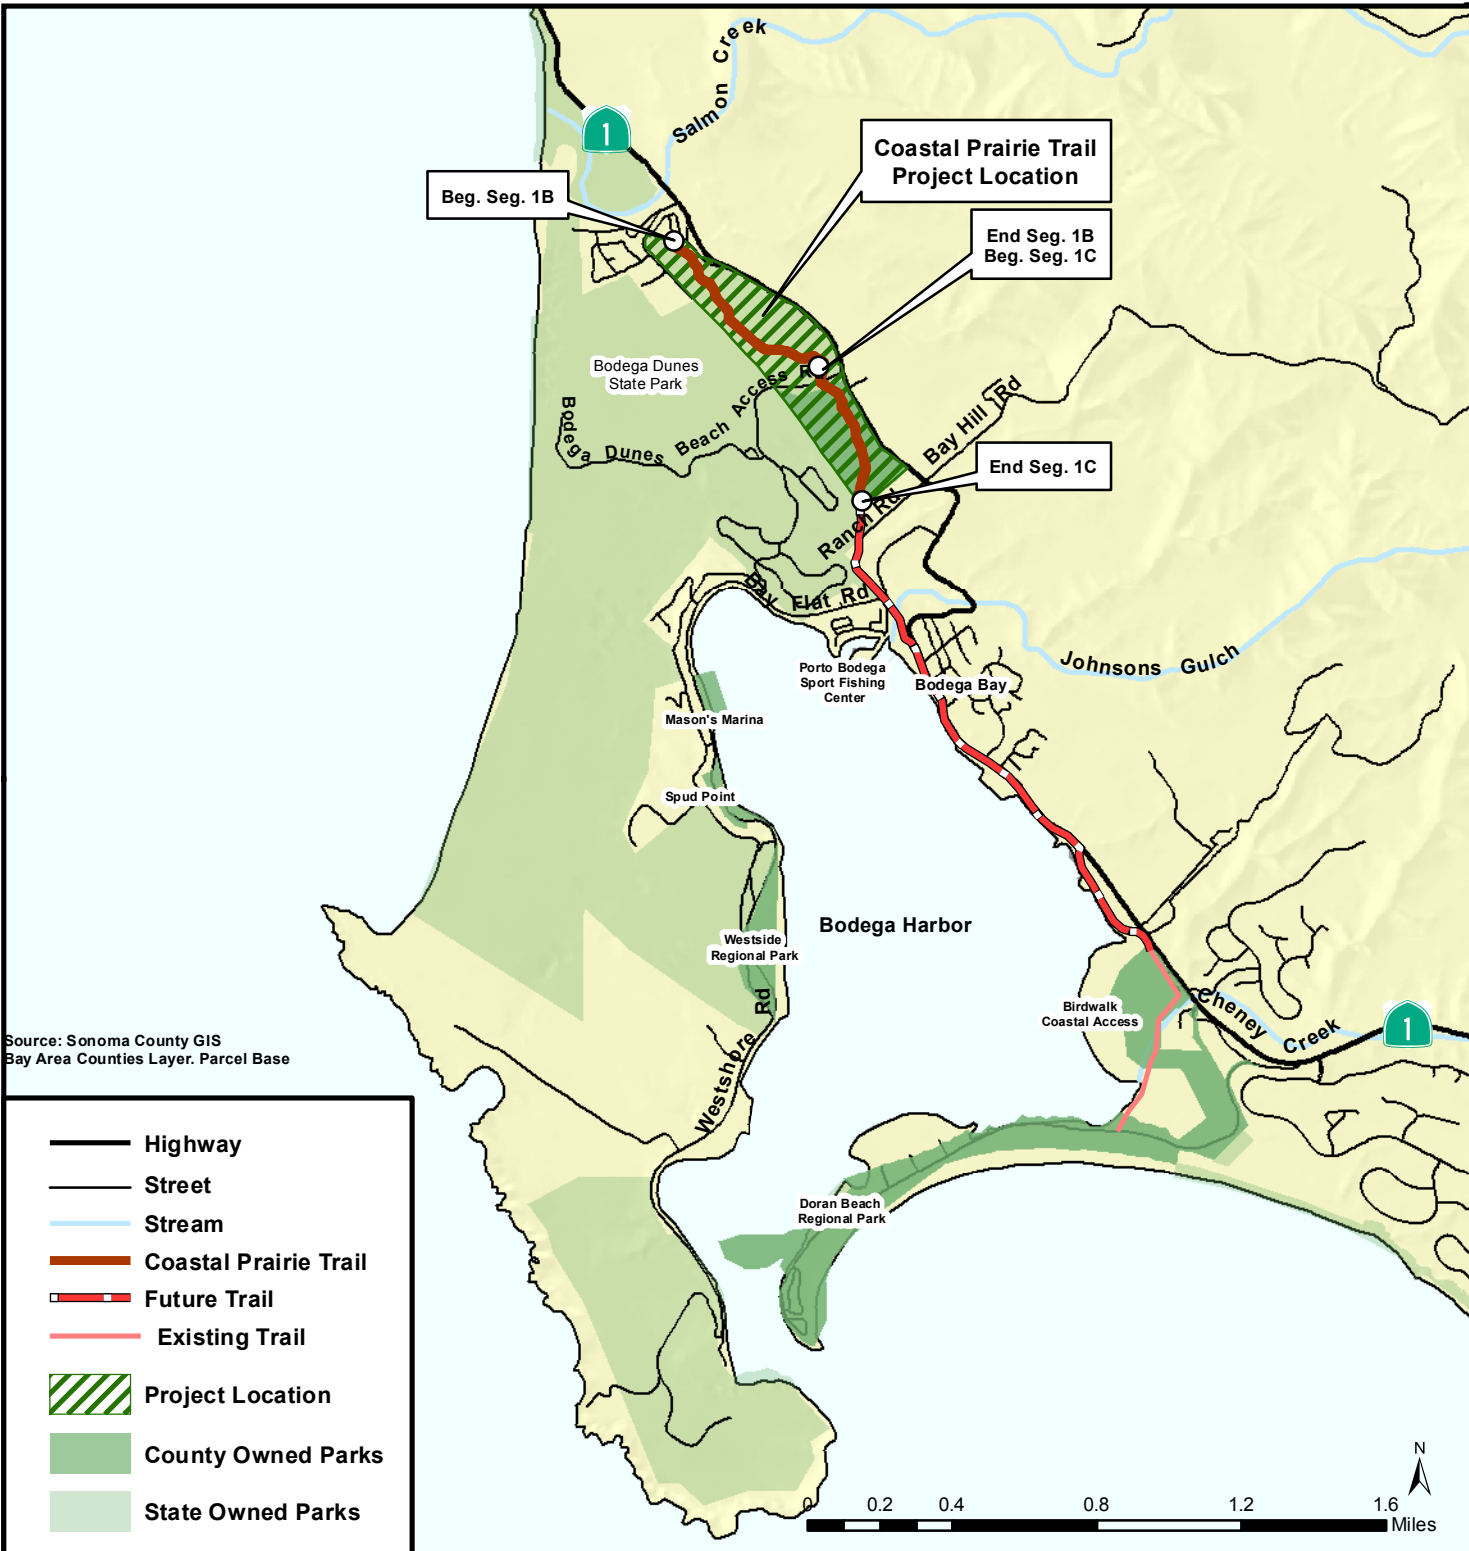 Salmon Creek
1
Coastal Prairie Trail
Project Location
Beg. Seg. 1B
End Seg. 1B
Beg. Seg. 1C
Bodega Dunes
State Park
Bodega Dunes Beach Access Rd
Bay Hill Rd
End Seg. 1C
Ranch Rd
Bay Flat Rd
Johnsons Gulch
Porto Bodega
Sport Fishing
Center
Bodega Bay
Mason's Marina
Spud Point
Bodega Harbor
Westside
Regional Park
Westshore Rd
Birdwalk
Coastal Access
Cheney Creek
1
Source: Sonoma County GIS
Bay Area Counties Layer. Parcel Base
Doran Beach
Regional Park
Highway
Street
Stream
Coastal Prairie Trail
Future Trail
Existing Trail
Project Location
County Owned Parks
State Owned Parks
N
0 0.2 0.4 0.8 1.2 1.6
Miles